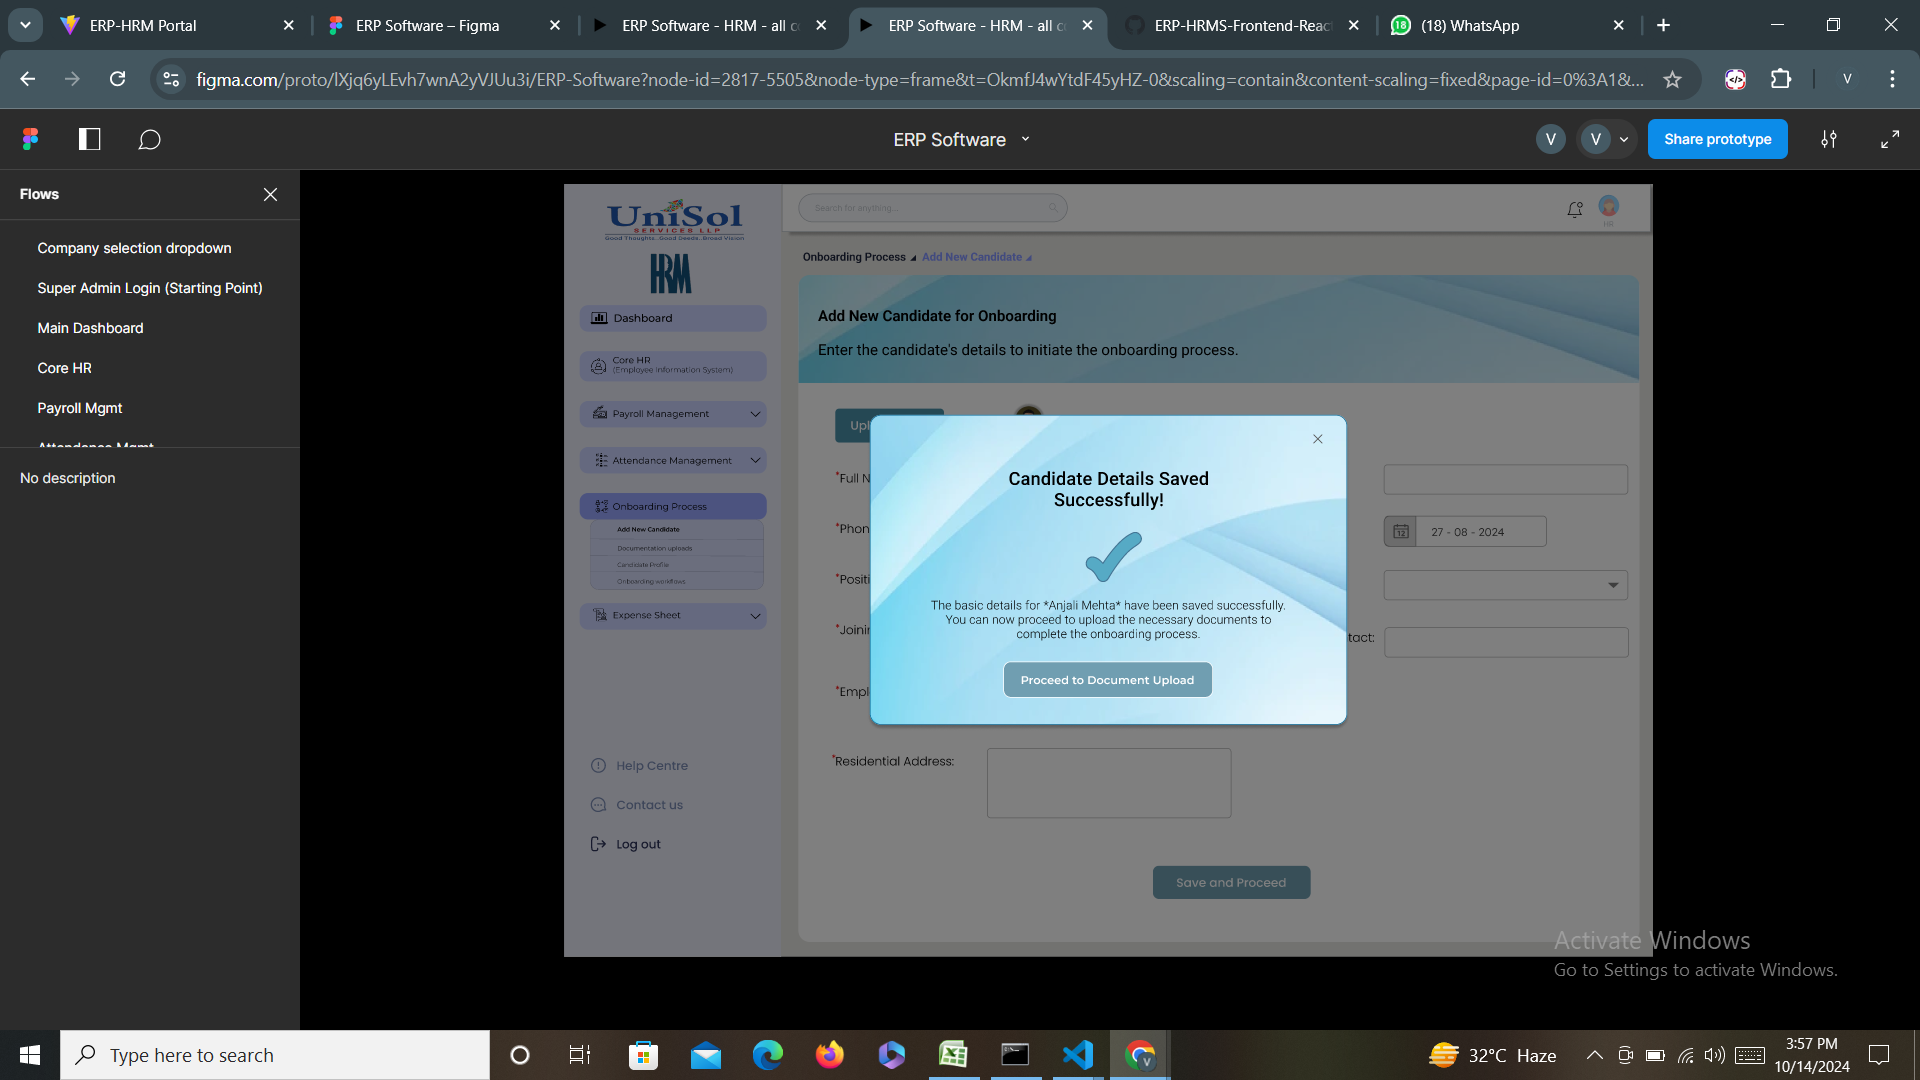 ERP-HRM Portal
ERP Software – Figma
ERP Software - HRM - all
ERP Software - HRM - all
ERP-HRMS-Frontend-Reac
(18) WhatsApp
figma.com/proto/lXjq6yLEvh7wnA2yVJUu3i/ERP-Software?node-id=2817-5505&node-type=frame&t=OkmfJ4wYtdF45yHZ-0&scaling=contain&content-scaling=fixed&page-id=0%3A1&...
V
ERP Software
V
V
Share prototype
Flows
Company selection dropdown
Super Admin Login (Starting Point)
Main Dashboard
Core HR
Payroll Mgmt
Attendance Mgmt
No description
UniSol
SERVICES LLP
Good Thoughts..Good Deeds..Broad Vision
HRM
Dashboard
Core HR
(Employee Information System)
Payroll Management
Attendance Management
Onboarding Process
Add New Candidate
Documentation uploads
Candidate Profile
Onboarding workflows
Expense Sheet
Help Centre
Contact us
Log out
Search for anything...
HR
Onboarding Process
Add New Candidate
Add New Candidate for Onboarding
Enter the candidate's details to initiate the onboarding process.
Upl
*Full N
*Phon
27 - 08 - 2024
*Positi
*Joini
tact:
*Empl
*Residential Address:
Save and Proceed
Candidate Details Saved
Successfully!
The basic details for *Anjali Mehta* have been saved successfully.
You can now proceed to upload the necessary documents to
complete the onboarding process.
Proceed to Document Upload
Activate Windows
Go to Settings to activate Windows.
Type here to search
32°C Haze
3:57 PM
10/14/2024